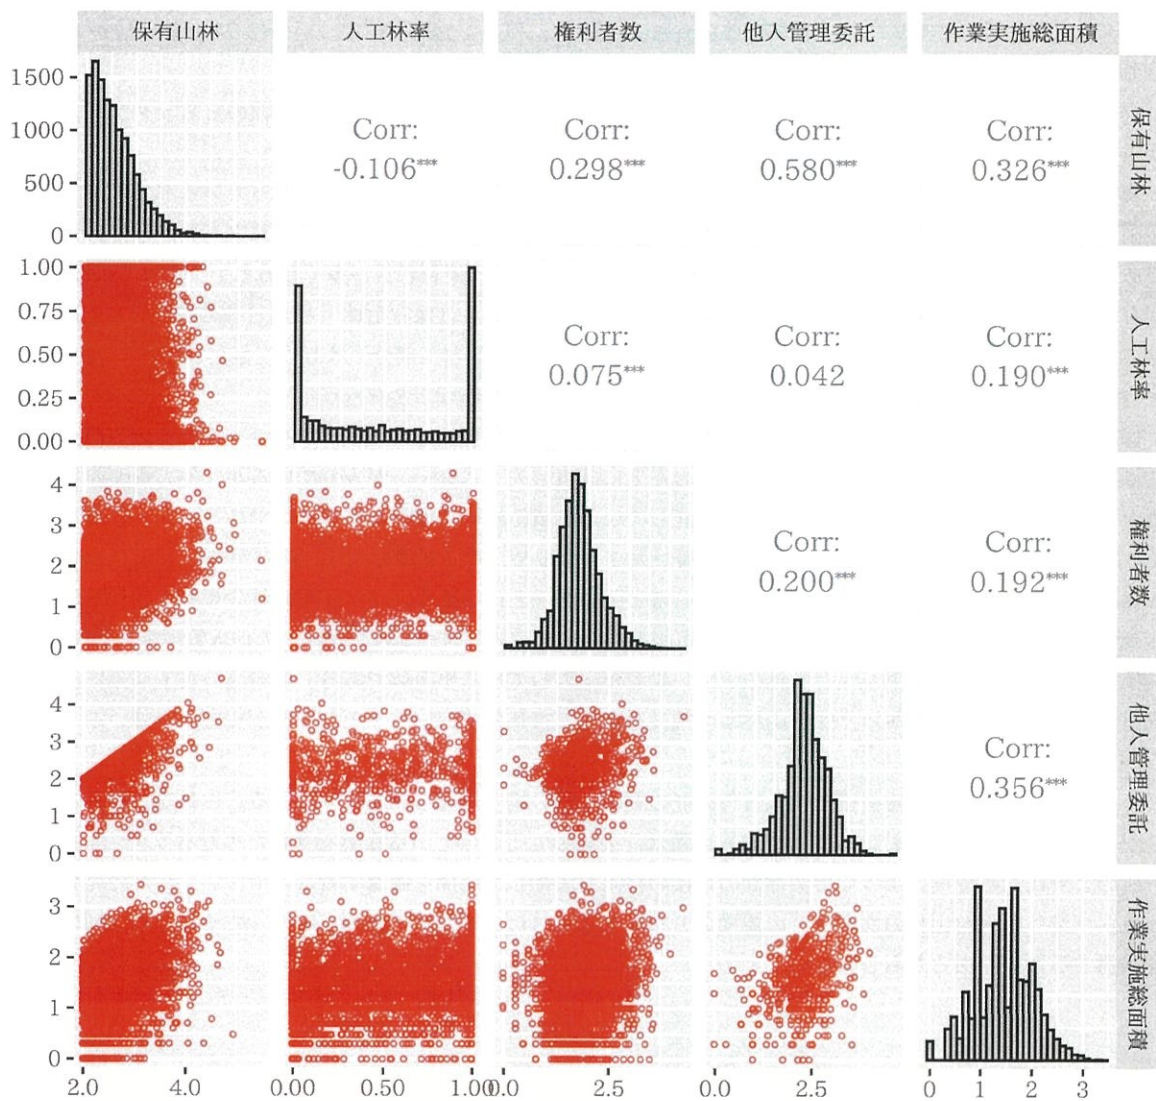 保有山林 人工林率 権利者数 他人管理委託 作業実施総面積
1500
1000
500
0
Corr:
-0.106***
Corr:
0.298***
Corr:
0.580***
Corr:
0.326***
保有山林
1.00
0.75
0.50
0.25
0.00
Corr:
0.075***
Corr:
0.042
Corr:
0.190***
人工林率
4
3
2
1
0
Corr:
0.200***
Corr:
0.192***
権利者数
4
3
2
1
0
Corr:
0.356***
他人管理委託
3
2
1
0
作業実施総面積
2.0 4.0 0.00 0.50 1.00 0.0 2.5 0.0 2.5 0 1 2 3